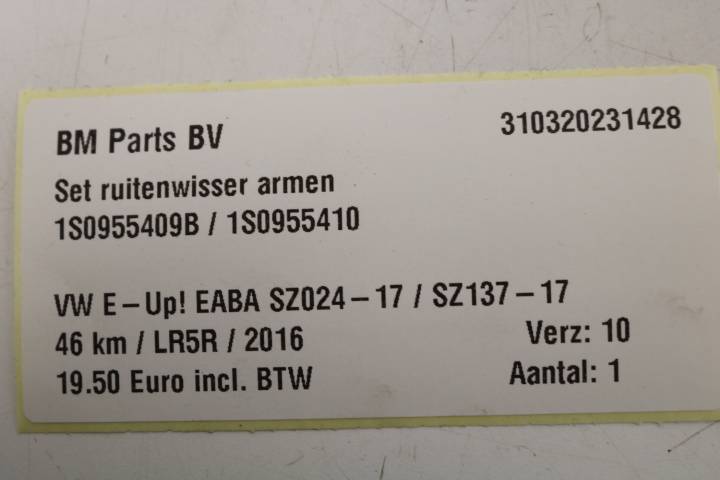 BM Parts BV 310320231428
Set ruitenwisser armen
1S0955409B / 1S0955410
VW E-Up! EABA SZ024-17 / SZ137-17
46 km / LR5R / 2016 Verz: 10
19.50 Euro incl. BTW Aantal: 1